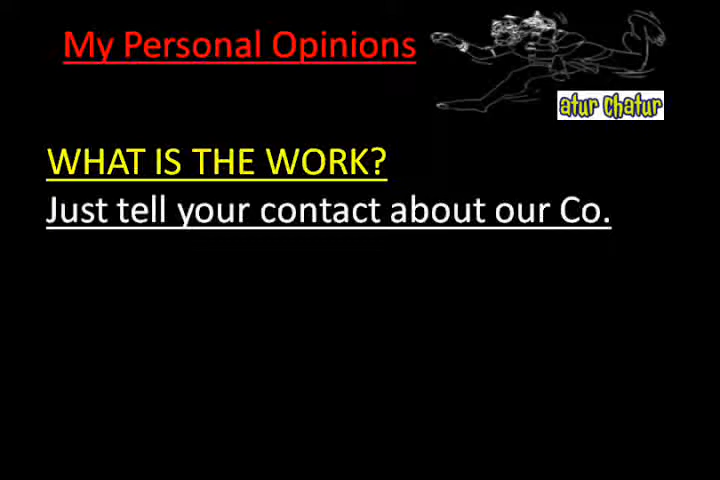 My Personal Opinions
atur chatur
WHAT IS THE WORK?
Just tell your contact about our Co.